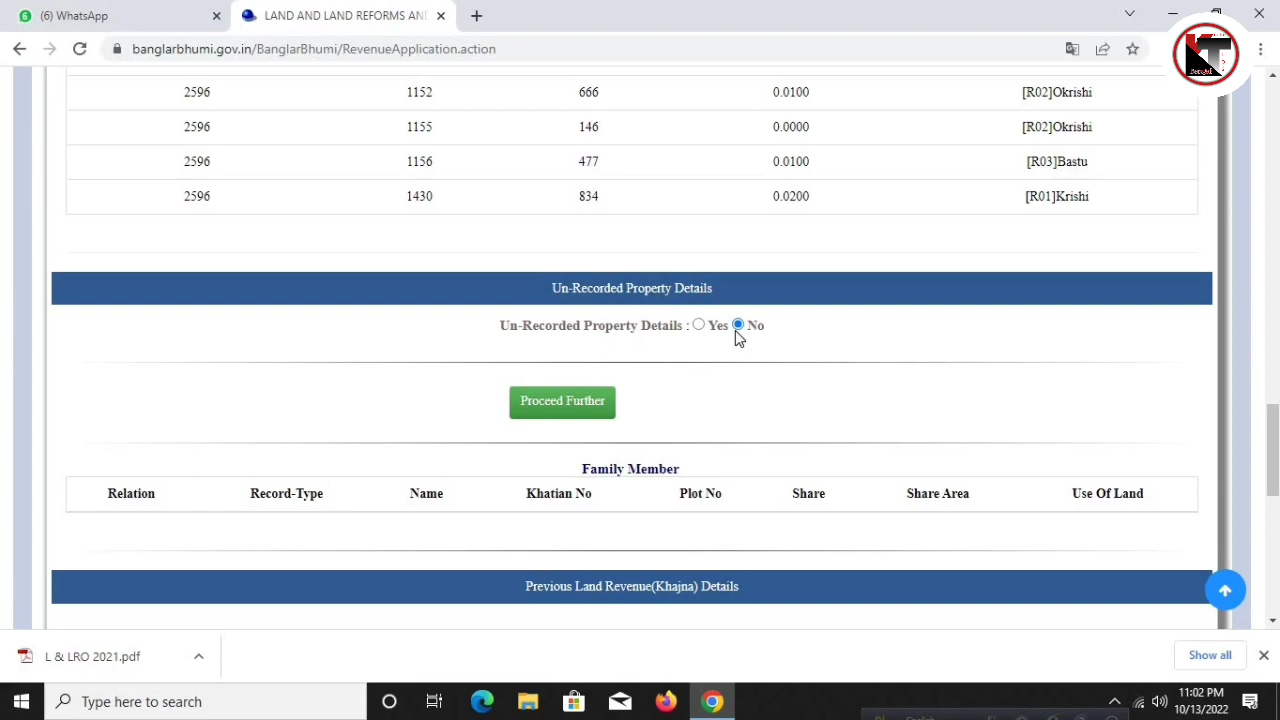 (6) WhatsApp
LAND AND LAND REFORMS AND
banglarbhumi.gov.in/BanglarBhumi/RevenueApplication.action
KT
Bengal
2596 1152 666 0.0100 [R02]Okrishi
2596 1155 146 0.0000 [R02]Okrishi
2596 1156 477 0.0100 [R03]Bastu
2596 1430 834 0.0200 [R01]Krishi
Un-Recorded Property Details
Un-Recorded Property Details : Yes No
Proceed Further
Family Member
Relation Record-Type Name Khatian No Plot No Share Share Area Use Of Land
Previous Land Revenue(Khajna) Details
L & LRO 2021.pdf
Show all
Type here to search
11:02 PM
10/13/2022
English